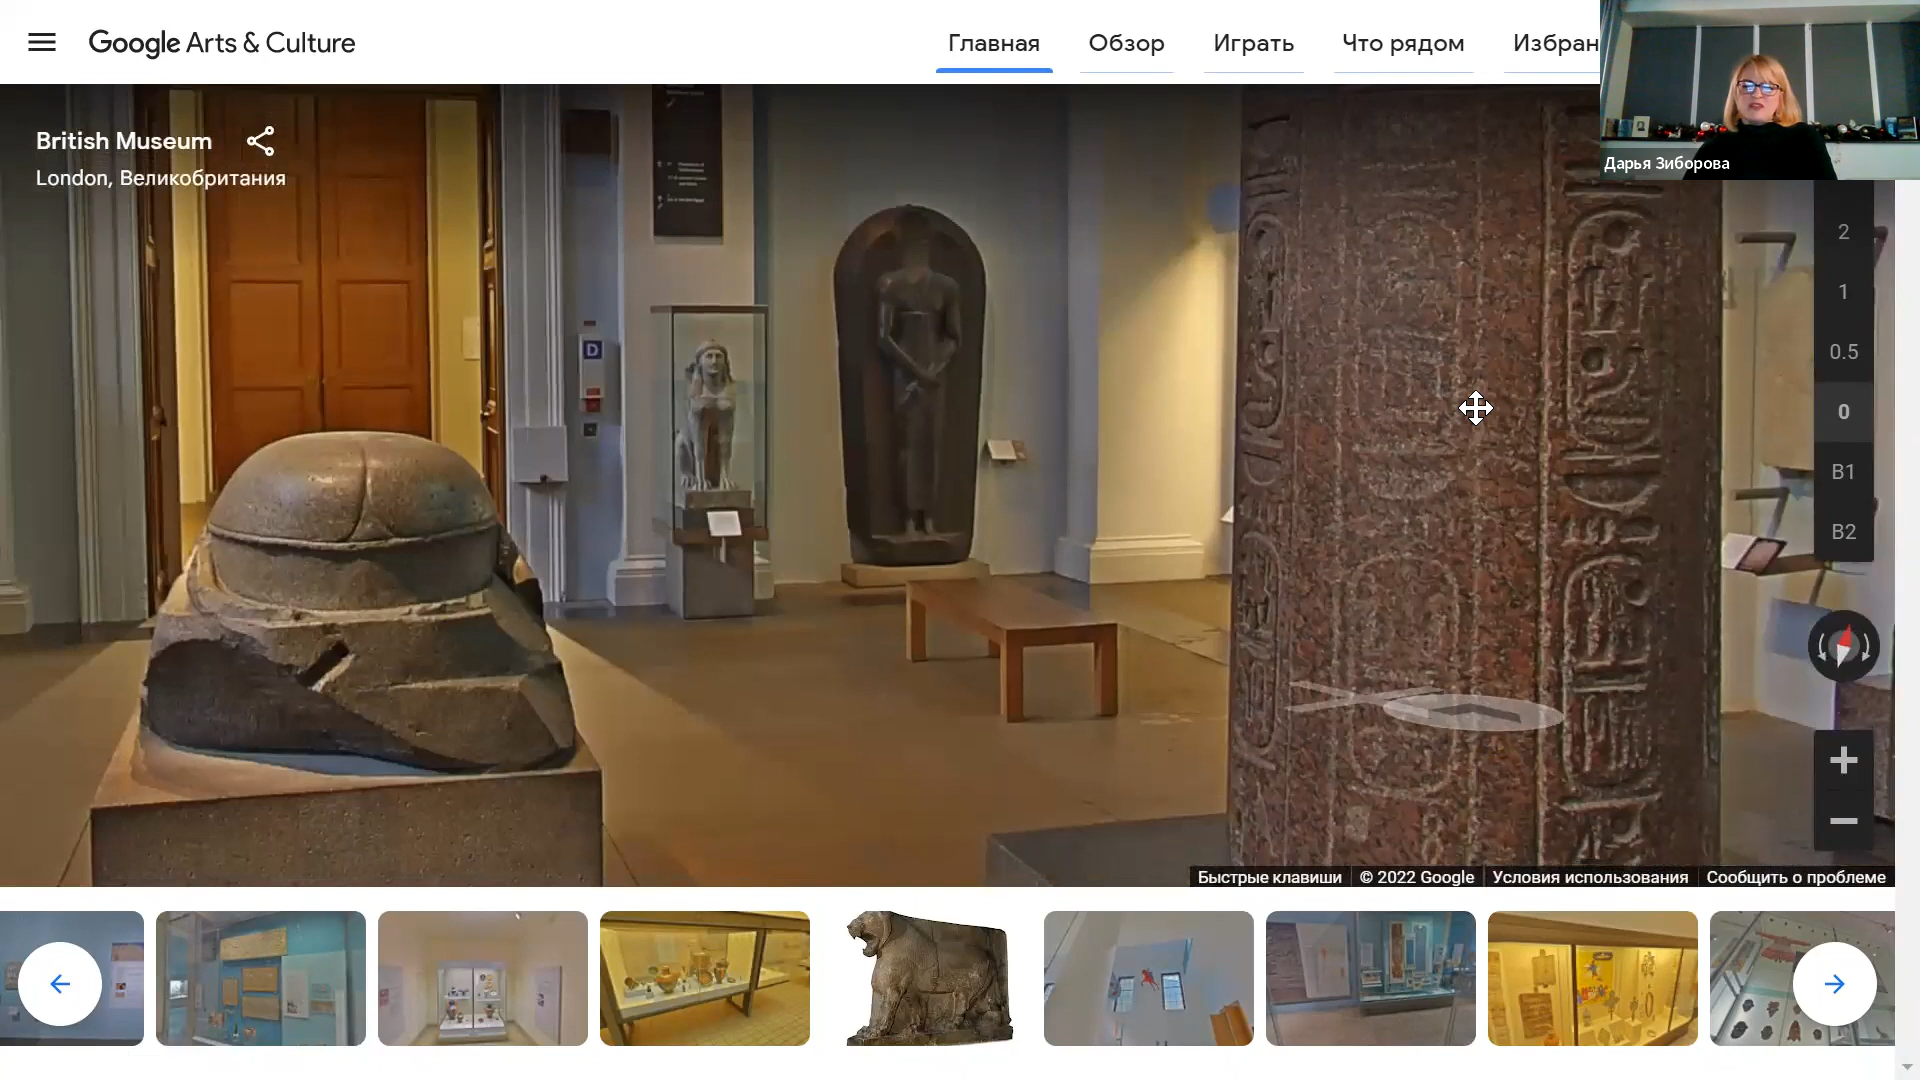 Google Arts & Culture
Главная
Обзор
Играть
Что рядом
Избран
British Museum
London, Великобритания
Дарья Зиборова
D
2
1
0.5
0
B1
B2
Быстрые клавиши
© 2022 Google
Условия использования
Сообщить о проблеме